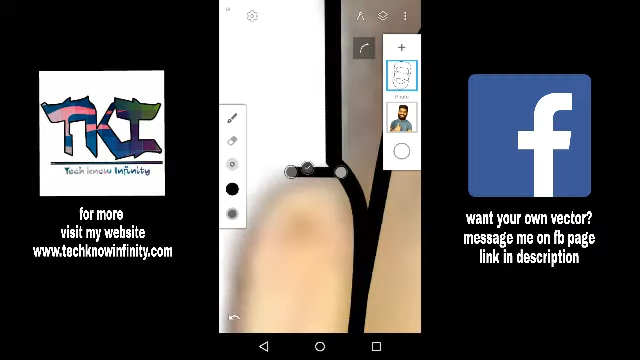 TKI
Tech know Infinity
for more
visit my website
www.techknowinfinity.com
Photo
f
want your own vector?
message me on fb page
link in description